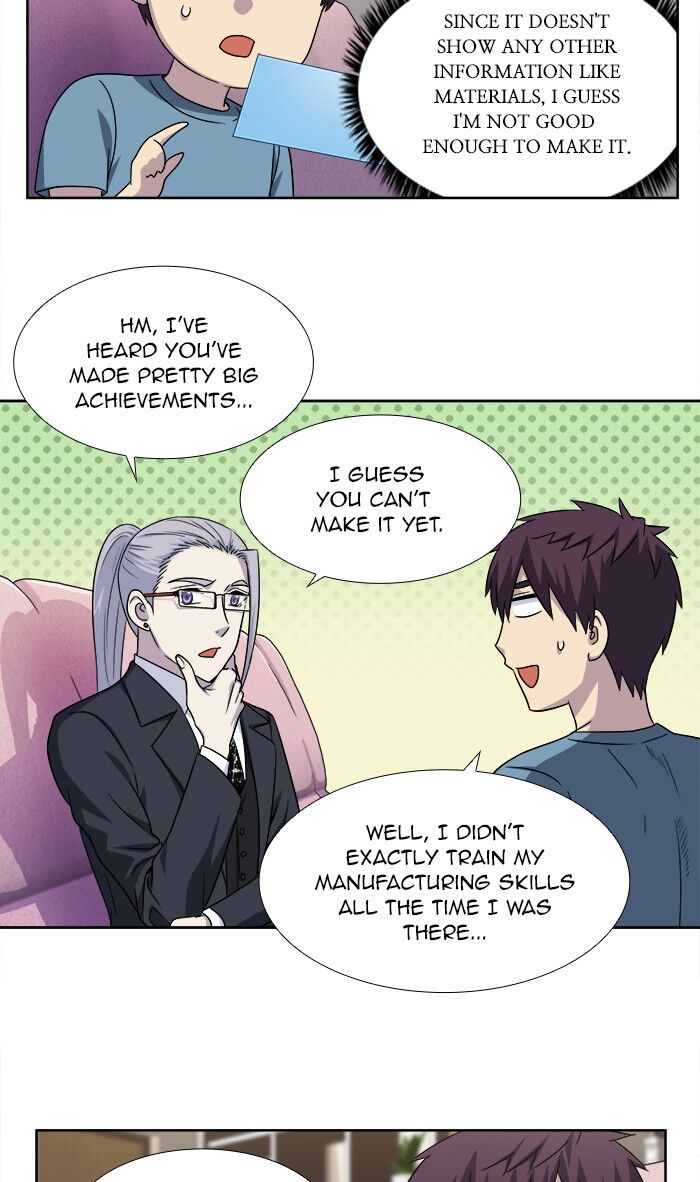 SINCE IT DOESN'T
SHOW ANY OTHER
INFORMATION LIKE
MATERIALS, I GUESS
I'M NOT GOOD
ENOUGH TO MAKE IT.
HM, I'VE
HEARD YOU'VE
MADE PRETTY BIG
ACHIEVEMENTS...
I GUESS
YOU CAN'T
MAKE IT YET.
WELL, I DIDN'T
EXACTLY TRAIN MY
MANUFACTURING SKILLS
ALL THE TIME I WAS
THERE...